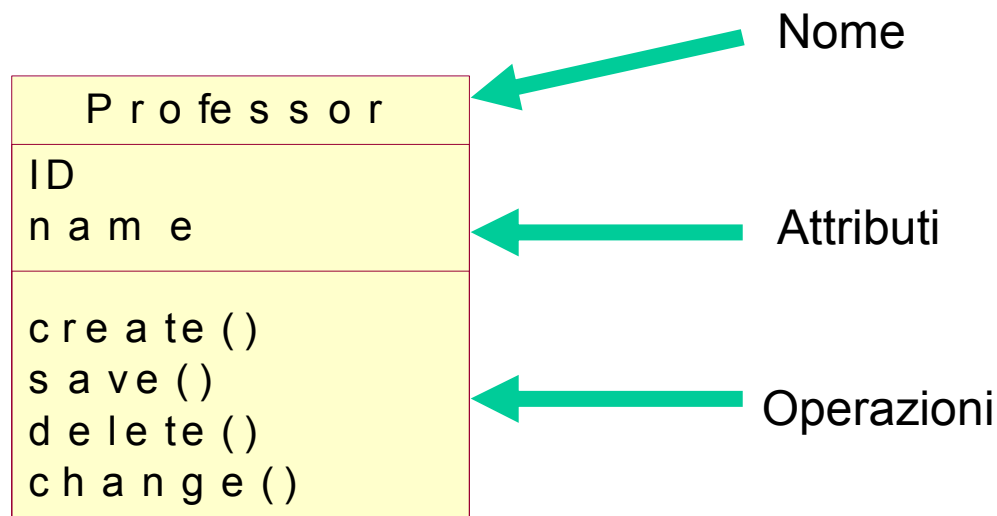 Nome
Professor
ID
name
Attributi
create()
save()
delete()
change()
Operazioni